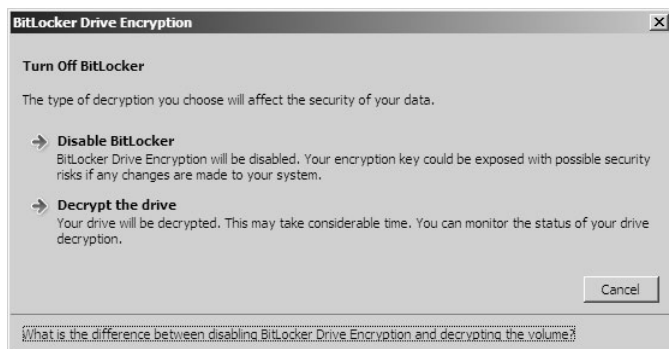 BitLocker Drive Encryption
Turn Off BitLocker
The type of decryption you choose will affect the security of your data.
Disable BitLocker
BitLocker Drive Encryption will be disabled. Your encryption key could be exposed with possible security
risks if any changes are made to your system.
Decrypt the drive
Your drive will be decrypted. This may take considerable time. You can monitor the status of your drive
decryption.
Cancel
What is the difference between disabling BitLocker Drive Encryption and decrypting the volume?